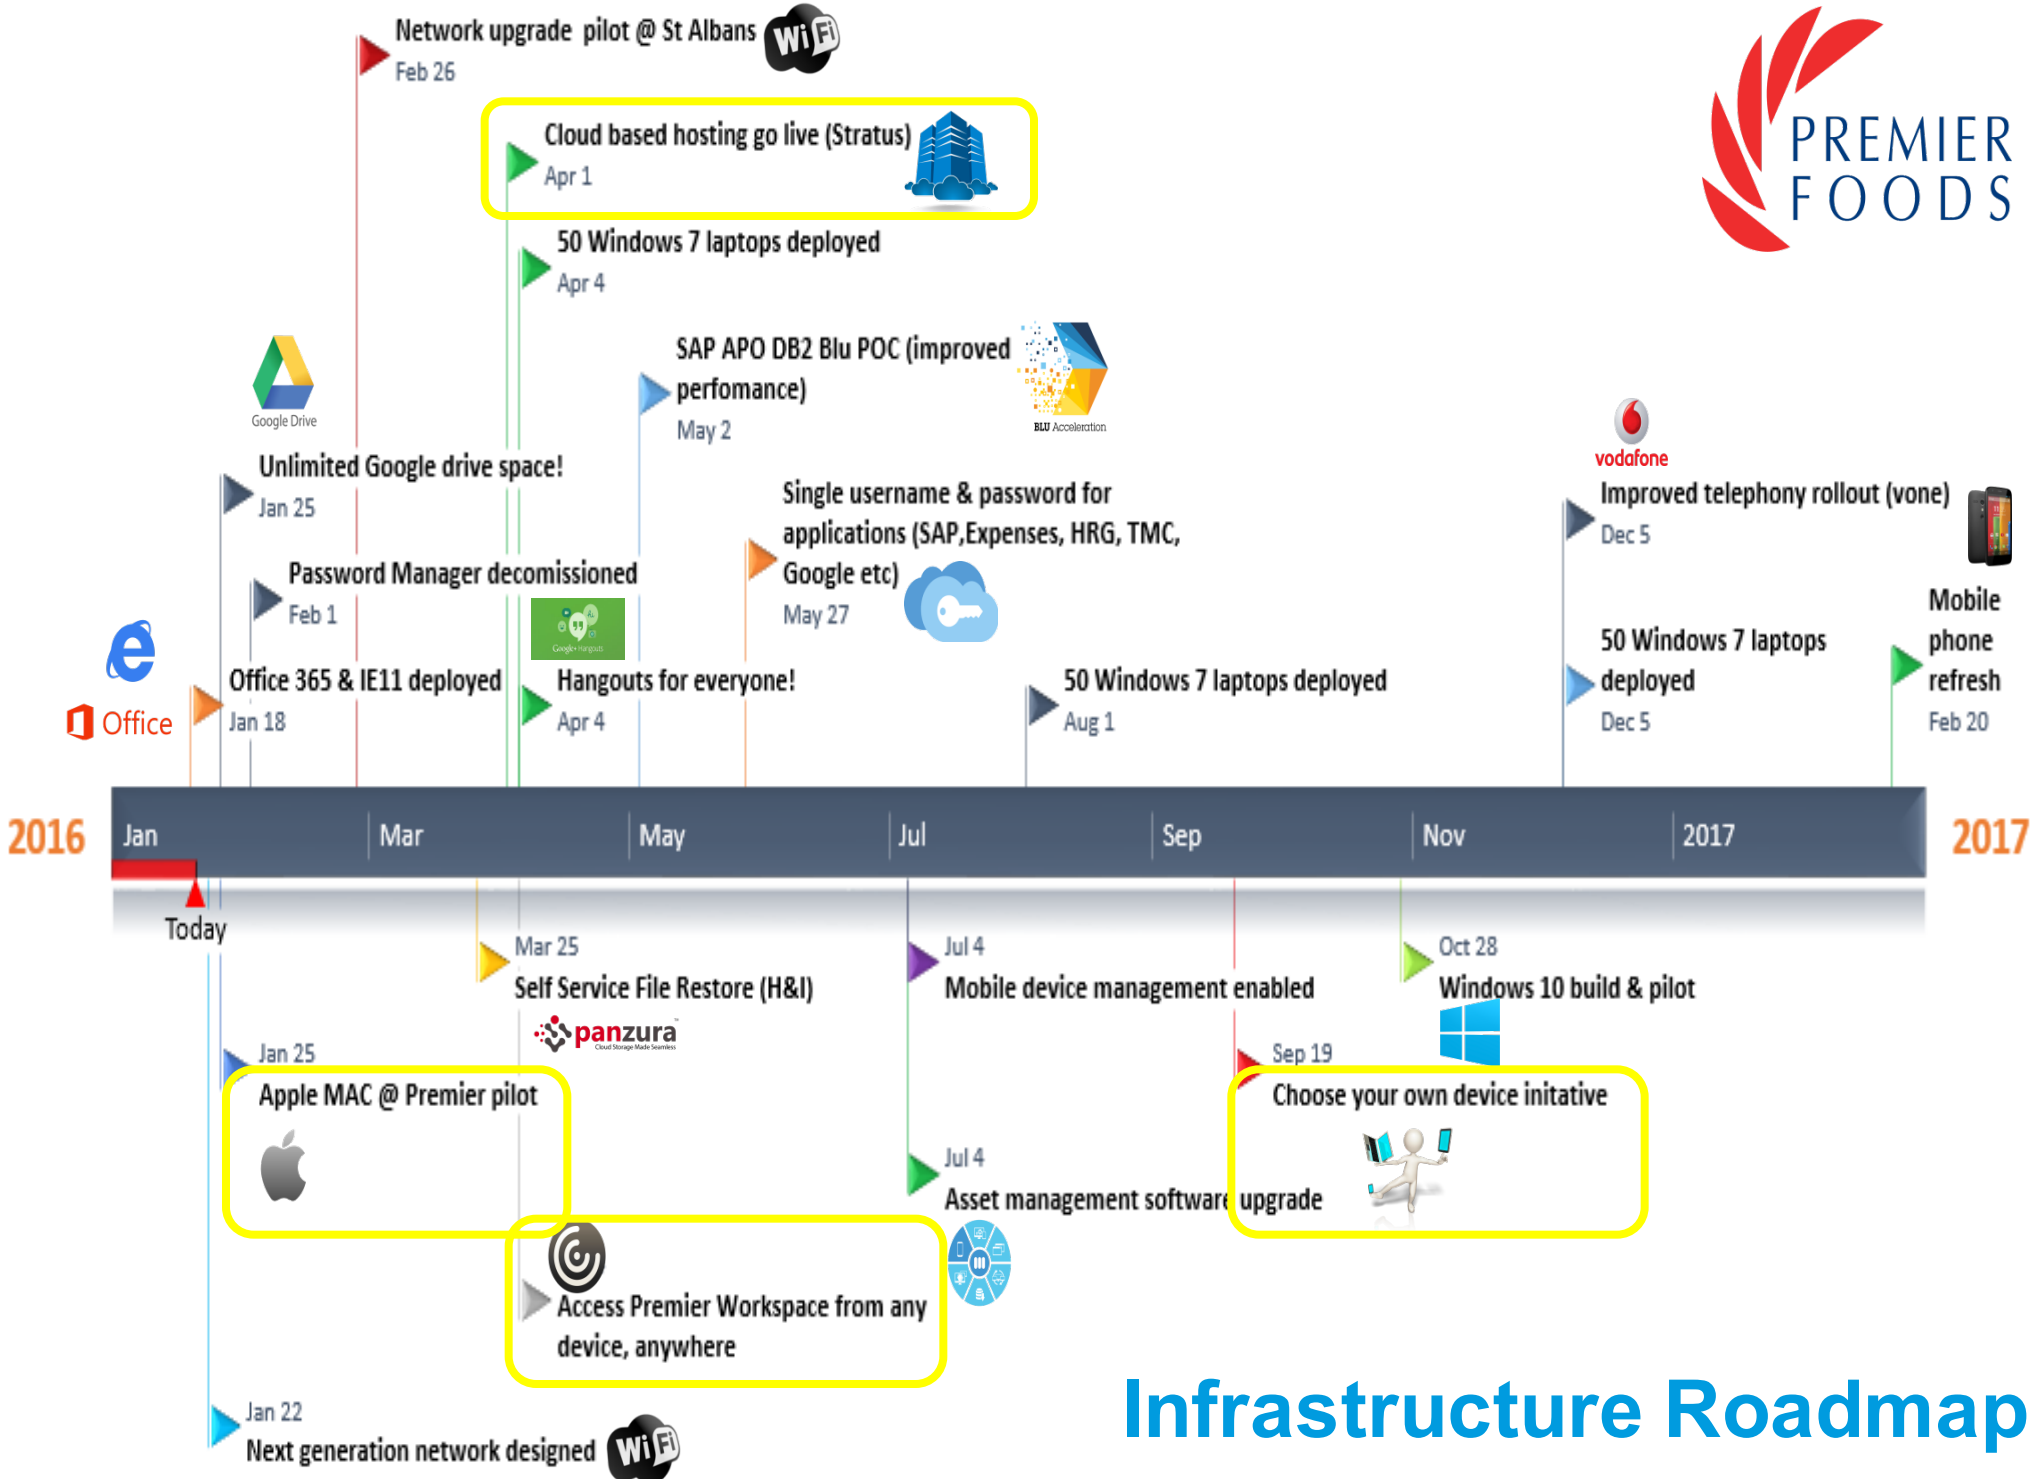 Network upgrade  pilot @ St Albans
Feb 26
WiFi
Cloud based hosting go live (Stratus)
Apr 1
PREMIER
FOODS
50 Windows 7 laptops deployed
Apr 4
SAP APO DB2 Blu POC (improved
perfomance)
May 2
BLU Acceleration
Google Drive
Unlimited Google drive space!
Jan 25
Single username & password for
applications (SAP,Expenses, HRG, TMC,
Google etc)
May 27
vodafone
Improved telephony rollout (vone)
Dec 5
Password Manager decomissioned
Feb 1
Google+ Hangouts
Mobile
phone
refresh
Feb 20
Office
Office 365 & IE11 deployed
Jan 18
Hangouts for everyone!
Apr 4
50 Windows 7 laptops deployed
Aug 1
50 Windows 7 laptops
deployed
Dec 5
2016
Jan
Mar
May
Jul
Sep
Nov
2017
2017
Today
Mar 25
Self Service File Restore (H&I)
panzura
Cloud Storage Made Seamless
Jul 4
Mobile device management enabled
Oct 28
Windows 10 build & pilot
Jan 25
Apple MAC @ Premier pilot
Sep 19
Choose your own device initative
Jul 4
Asset management software upgrade
Access Premier Workspace from any
device, anywhere
Jan 22
Next generation network designed
WiFi
Infrastructure Roadmap